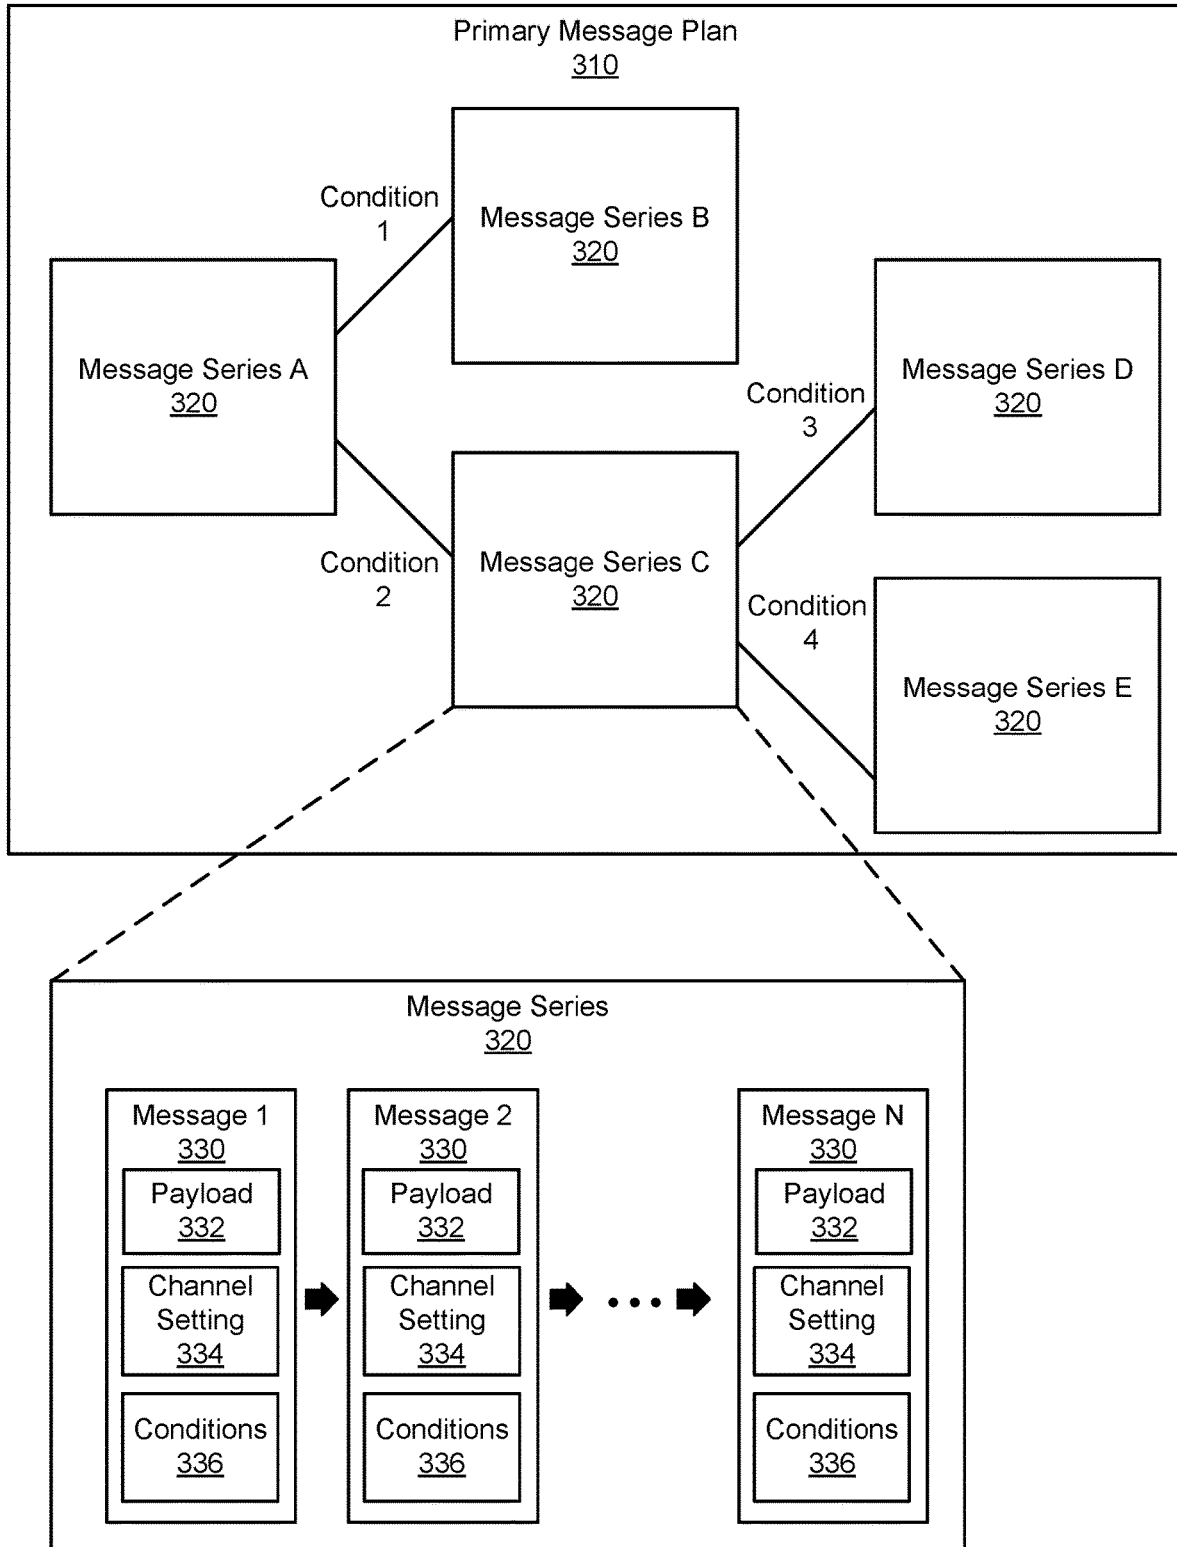 Primary Message Plan
310
Condition
1
Message Series B
320
Message Series A
320
Condition
2
Message Series C
320
Condition
3
Message Series D
320
Condition
4
Message Series E
320
Message Series
320
Message 1
330
Payload
332
Channel
Setting
334
Conditions
336
Message 2
330
Payload
332
Channel
Setting
334
Conditions
336
...
Message N
330
Payload
332
Channel
Setting
334
Conditions
336